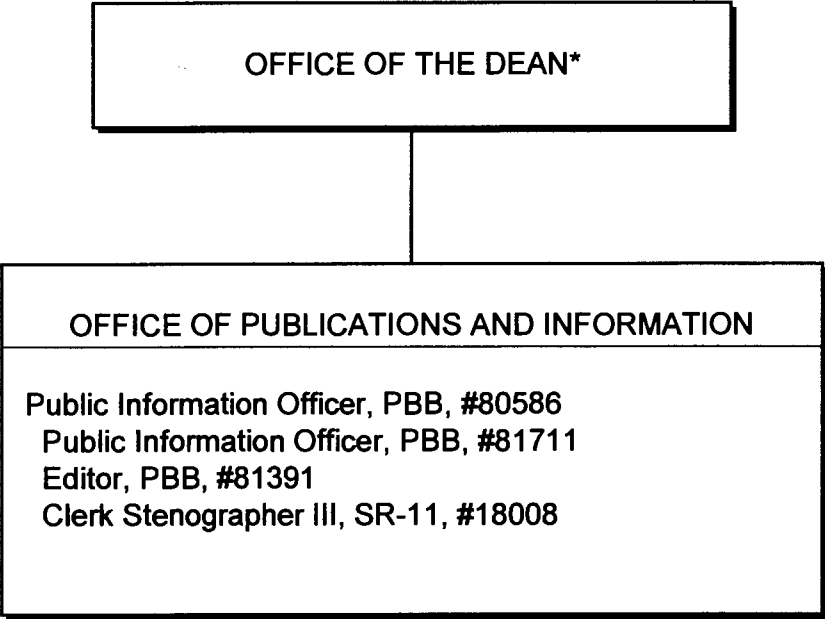 OFFICE OF THE DEAN*
OFFICE OF PUBLICATIONS AND INFORMATION
Public Information Officer, PBB, #80586
Public Information Officer, PBB, #81711
Editor, PBB, #81391
Clerk Stenographer III, SR-11, #18008